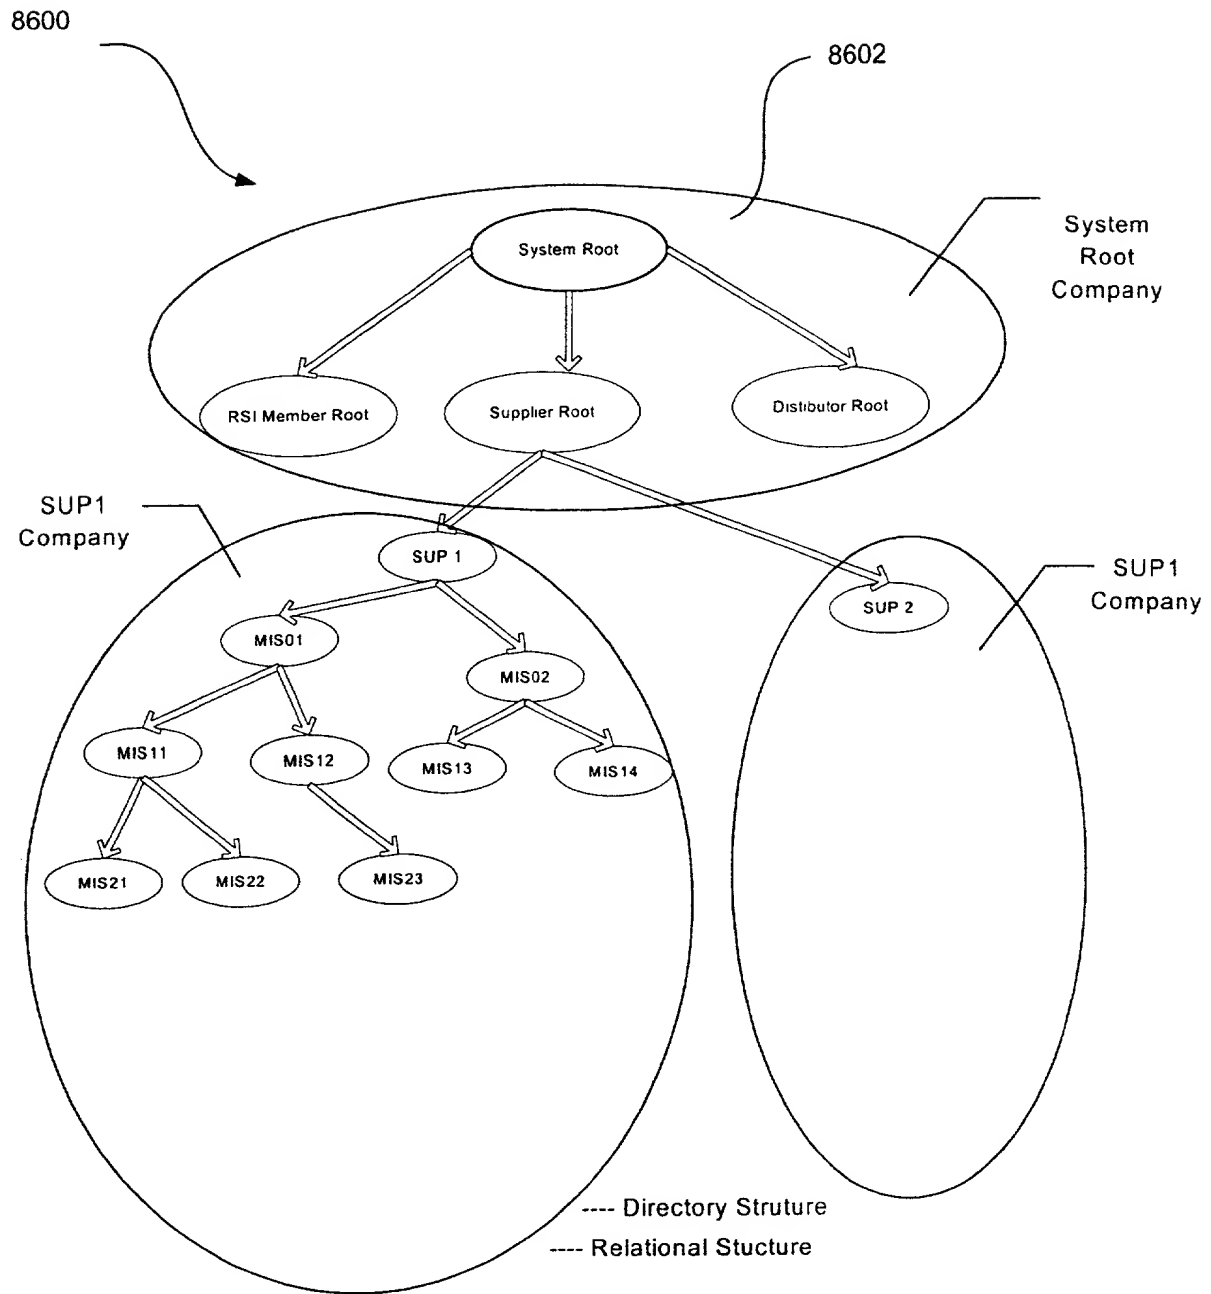 8600
8602
System Root
System
Root
Company
RSI Member Root
Supplier Root
Distibutor Root
SUP1
Company
SUP 1
SUP1
Company
SUP 2
MIS01
MIS02
MIS11
MIS12
MIS13
MIS14
MIS21
MIS22
MIS23
---- Directory Struture
---- Relational Stucture